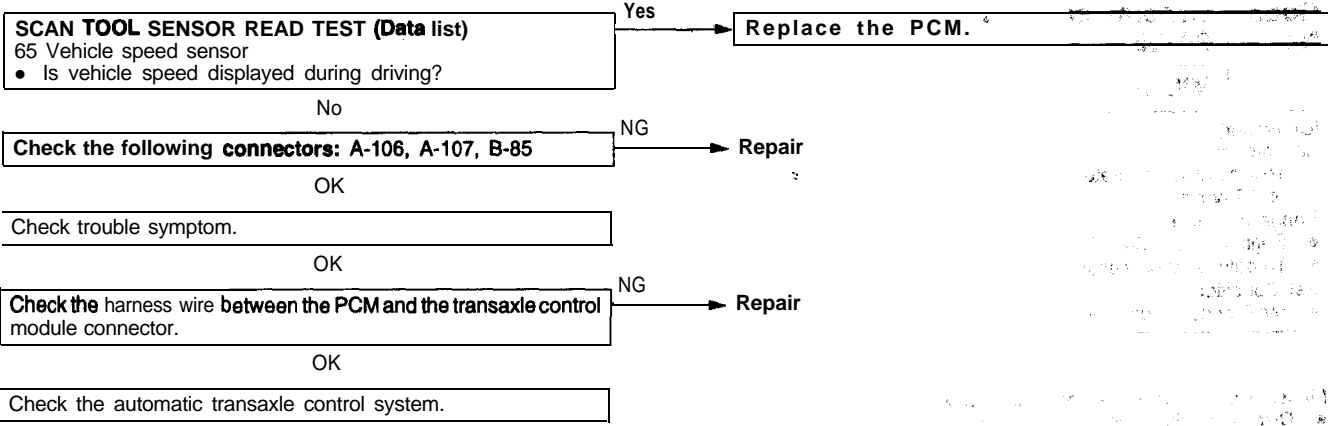 Yes
SCAN TOOL SENSOR READ TEST (Data list)
65 Vehicle speed sensor
• Is vehicle speed displayed during driving?
Replace the PCM.
No
NG
Check the following connectors: A-106, A-107, B-85
Repair
OK
Check trouble symptom.
OK
NG
Check the harness wire between the PCM and the transaxle control
module connector.
Repair
OK
Check the automatic transaxle control system.